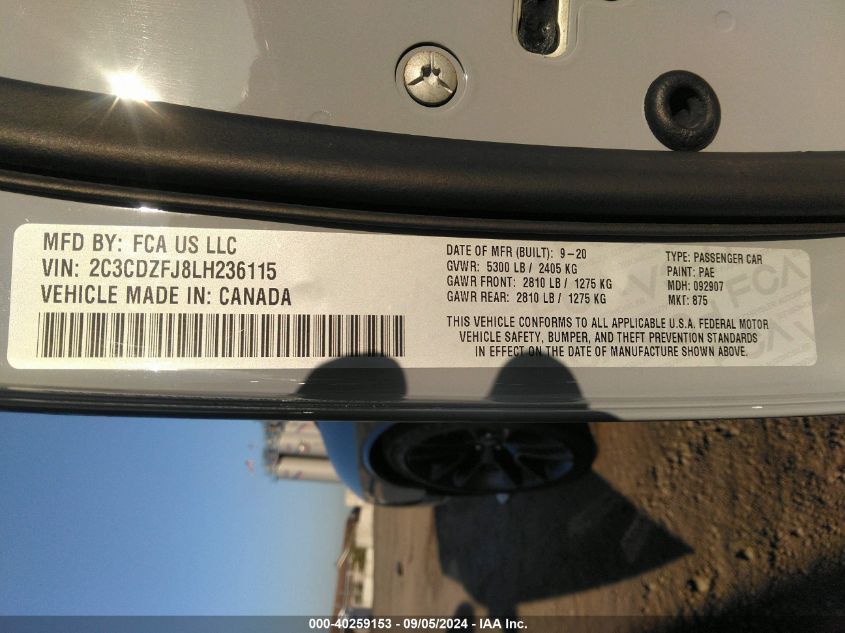 MFD BY: FCA US LLC
VIN: 2C3CDZFJ8LH236115
VEHICLE MADE IN: CANADA
DATE OF MFR (BUILT): 9-20
GVWR: 5300 LB / 2405 KG
GAWR FRONT: 2810 LB / 1275 KG
GAWR REAR: 2810 LB / 1275 KG
TYPE: PASSENGER CAR
PAINT: PAE
MDH: 092907
MKT: 875
THIS VEHICLE CONFORMS TO ALL APPLICABLE U.S.A. FEDERAL MOTOR
VEHICLE SAFETY, BUMPER, AND THEFT PREVENTION STANDARDS
IN EFFECT ON THE DATE OF MANUFACTURE SHOWN ABOVE.
000-40259153 - 09/05/2024 - IAA Inc.